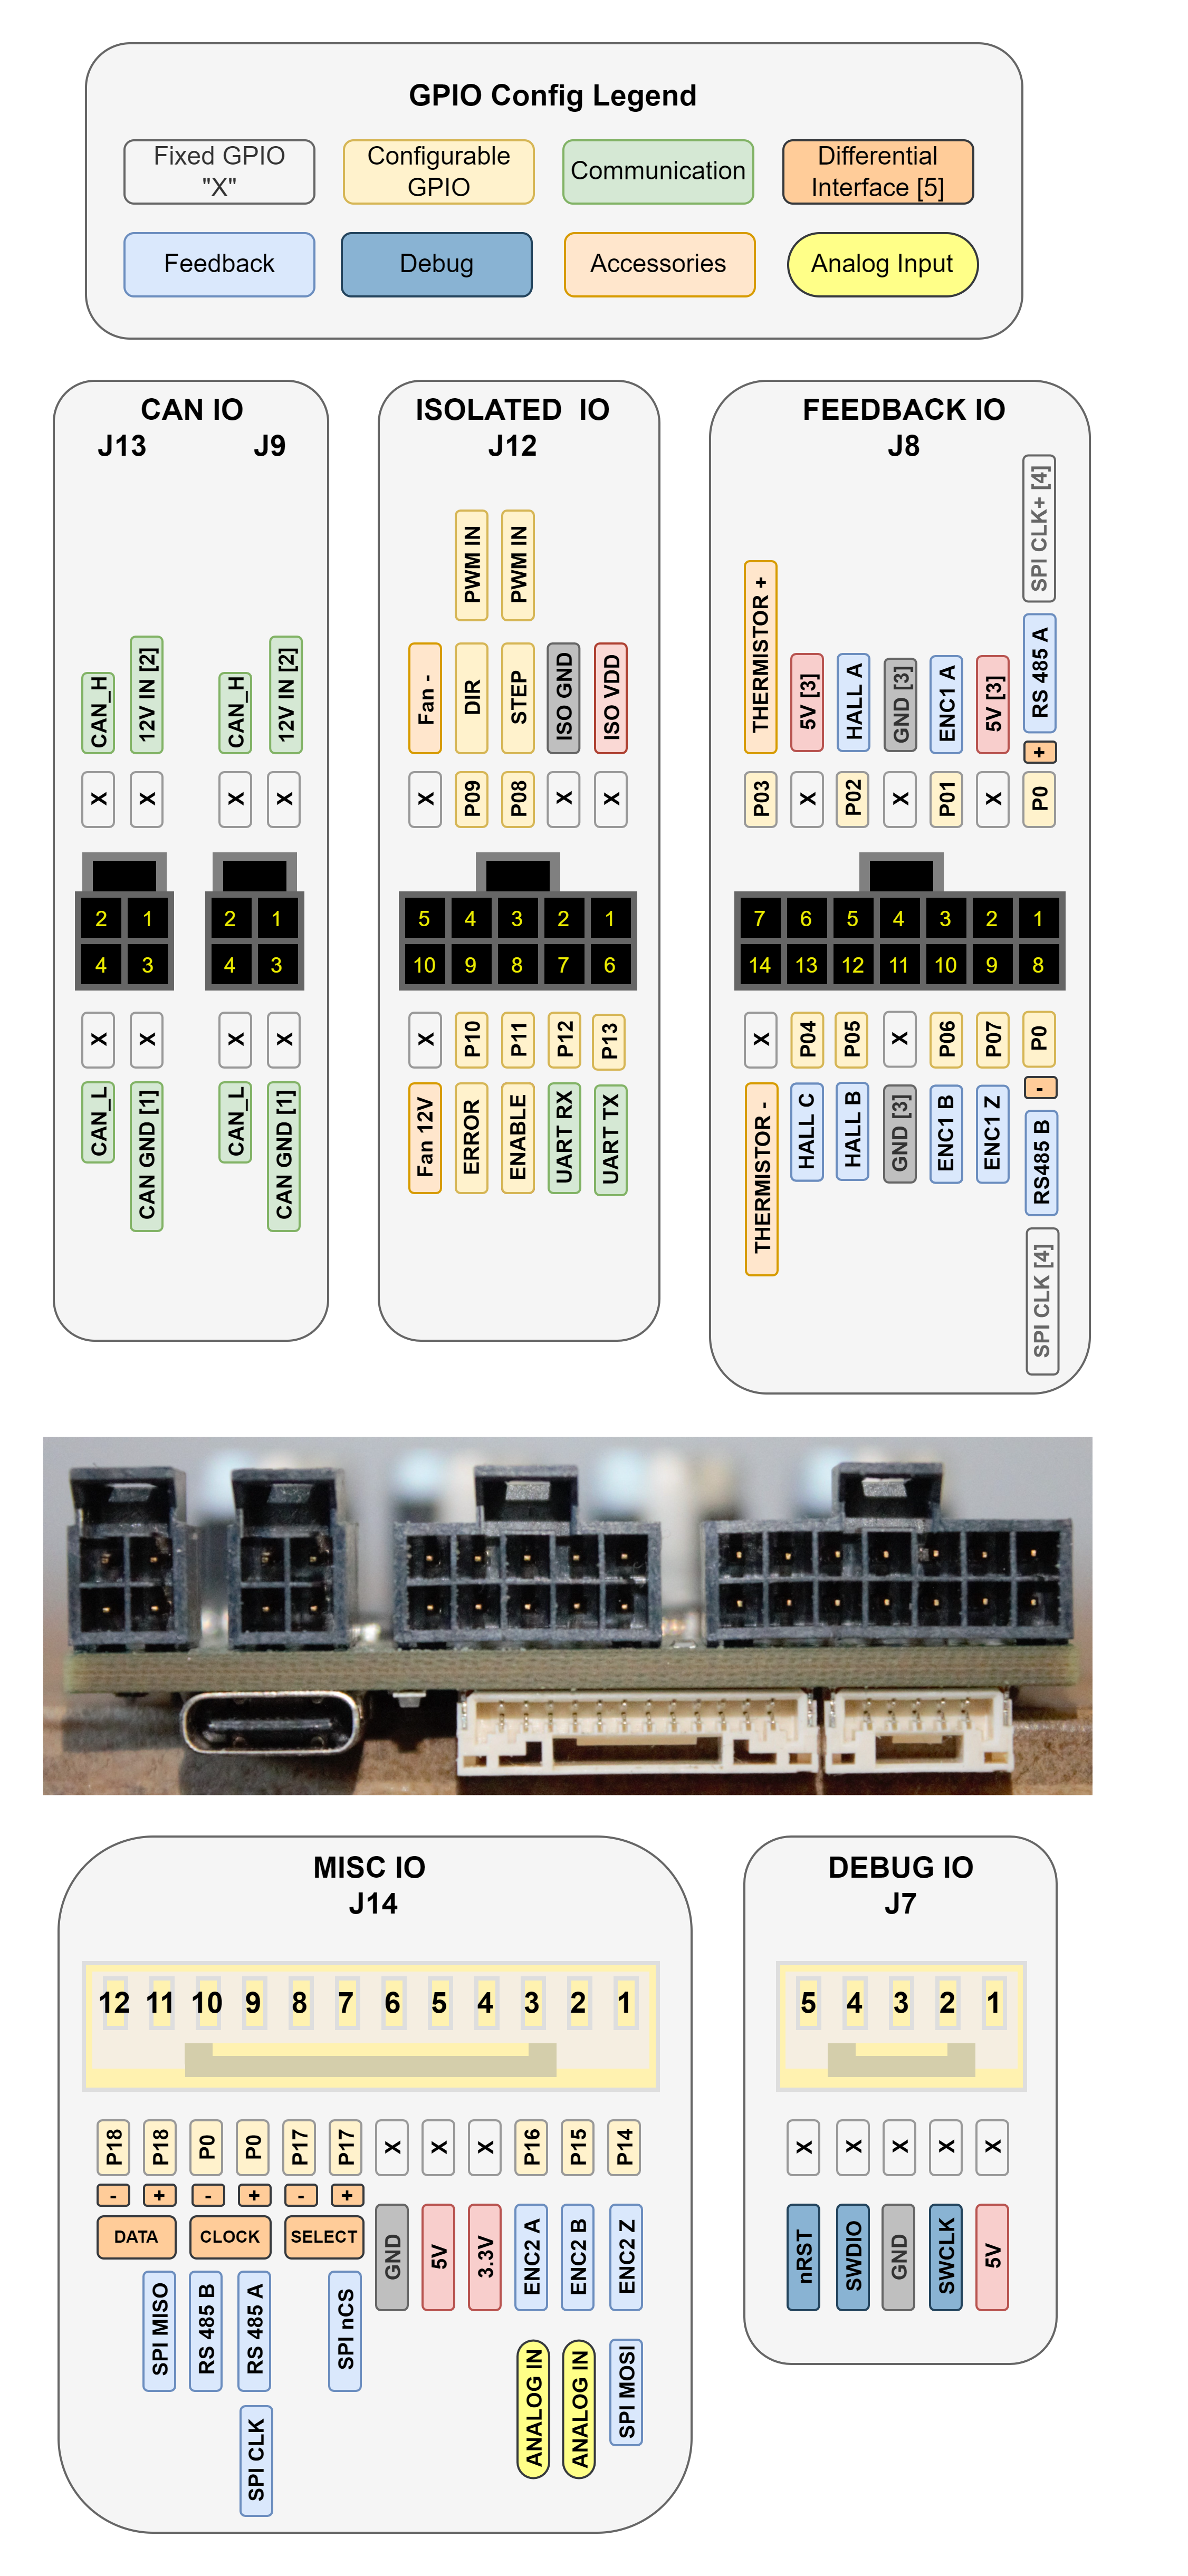 GPIO Config Legend
Fixed GPIO
"X"
Configurable
GPIO
Communication
Differential
Interface [5]
Feedback
Debug
Accessories
Analog Input
CAN IO
J13
J9
CAN_H
12V IN [2]
CAN_H
12V IN [2]
X
X
X
X
2
1
4
3
2
1
4
3
X
X
X
X
CAN_L
CAN GND [1]
CAN_L
CAN GND [1]
ISOLATED IO
J12
PWM IN
PWM IN
Fan -
DIR
STEP
ISO GND
ISO VDD
X
P09
P08
X
X
5
4
3
2
1
10
9
8
7
6
X
P10
P11
P12
P13
Fan 12V
ERROR
ENABLE
UART RX
UART TX
FEEDBACK IO
J8
SPI CLK+ [4]
THERMISTOR +
5V [3]
HALL A
GND [3]
ENC1 A
5V [3]
RS 485 A
+
P03
X
P02
X
P01
X
P0
7
6
5
4
3
2
1
14
13
12
11
10
9
8
X
P04
P05
X
P06
P07
P0
-
THERMISTOR -
HALL C
HALL B
GND [3]
ENC1 B
ENC1 Z
RS485 B
SPI CLK [4]
MISC IO
J14
12
11
10
9
8
7
6
5
4
3
2
1
P18
P18
P0
P0
P17
P17
X
X
X
P16
P15
P14
-
+
-
+
-
+
DATA
CLOCK
SELECT
GND
5V
3.3V
ENC2 A
ENC2 B
ENC2 Z
SPI MISO
RS 485 B
RS 485 A
SPI nCS
ANALOG IN
ANALOG IN
SPI MOSI
SPI CLK
DEBUG IO
J7
5
4
3
2
1
X
X
X
X
X
nRST
SWDIO
GND
SWCLK
5V